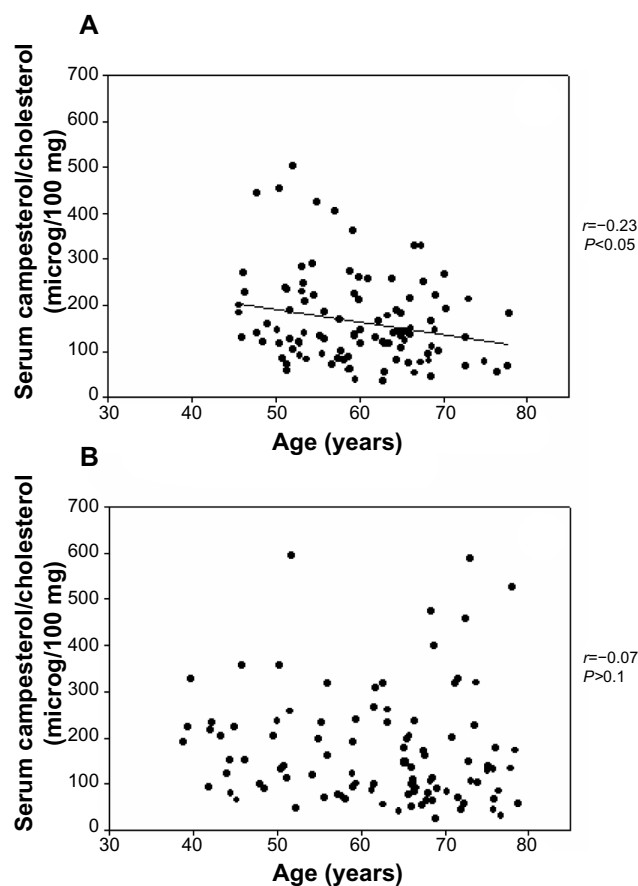 A
700
600
500
400
300
200
100
0
Serum campesterol/cholesterol
(microg/100 mg)
30 40 50 60 70 80
Age (years)
r=−0.23
P<0.05
B
700
600
500
400
300
200
100
0
Serum campesterol/cholesterol
(microg/100 mg)
30 40 50 60 70 80
Age (years)
r=−0.07
P>0.1